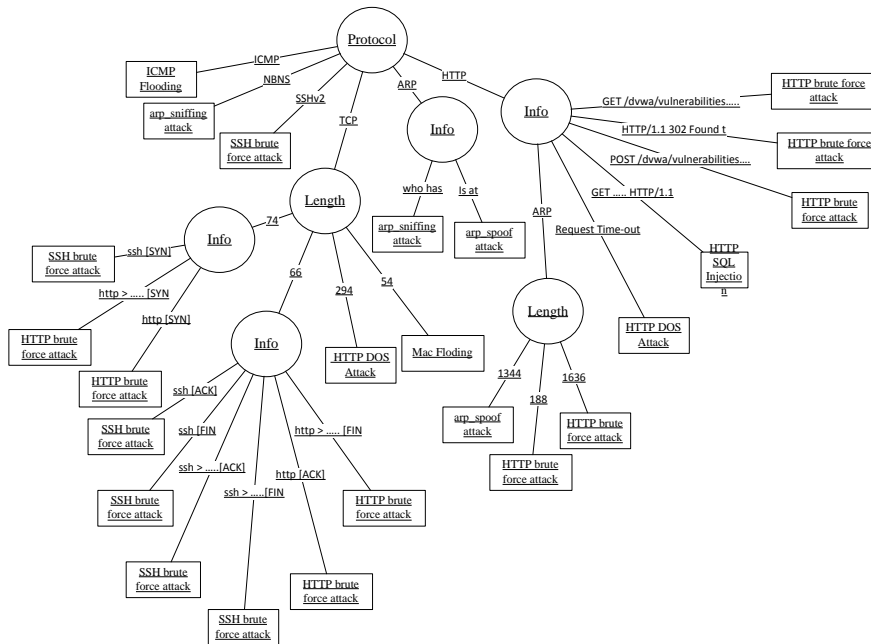 Protocol
ICMP
NBNS
SSHv2
TCP
ARP
HTTP
ICMP
Flooding
arp_sniffing
attack
SSH brute
force attack
Info
Info
GET /dvwa/vulnerabilities.....
HTTP brute force
attack
HTTP/1.1 302 Found t
HTTP brute force
attack
POST /dvwa/vulnerabilities....
HTTP brute
force attack
GET ..... HTTP/1.1
HTTP
SQL
Injectio
n
Request Time-out
HTTP DOS
Attack
ARP
who has
Is at
arp_sniffing
attack
arp_spoof
attack
Length
74
66
294
54
Info
ssh [SYN]
SSH brute
force attack
http > ..... [SYN
HTTP brute
force attack
http [SYN]
HTTP brute
force attack
Info
HTTP DOS
Attack
Mac Floding
Length
1344
188
1636
arp_spoof
attack
HTTP brute
force attack
HTTP brute
force attack
ssh [ACK]
SSH brute
force attack
ssh [FIN
SSH brute
force attack
ssh > .....[ACK]
SSH brute
force attack
ssh > .....[FIN
SSH brute
force attack
http [ACK]
HTTP brute
force attack
http > ..... [FIN
HTTP brute
force attack